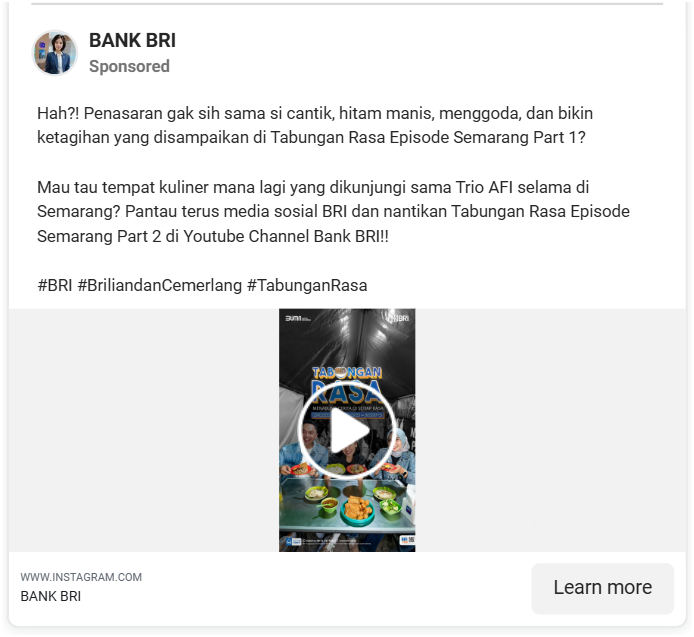 BANK BRI
Sponsored
Hah?! Penasaran gak sih sama si cantik, hitam manis, menggoda, dan bikin
ketagihan yang disampaikan di Tabungan Rasa Episode Semarang Part 1?
Mau tau tempat kuliner mana lagi yang dikunjungi sama Trio AFI selama di
Semarang? Pantau terus media sosial BRI dan nantikan Tabungan Rasa Episode
Semarang Part 2 di Youtube Channel Bank BRI!!
#BRI #BriliandanCemerlang #TabunganRasa
BUMN
BRI
TABUNGAN
RASA
WWW.INSTAGRAM.COM
BANK BRI
Learn more